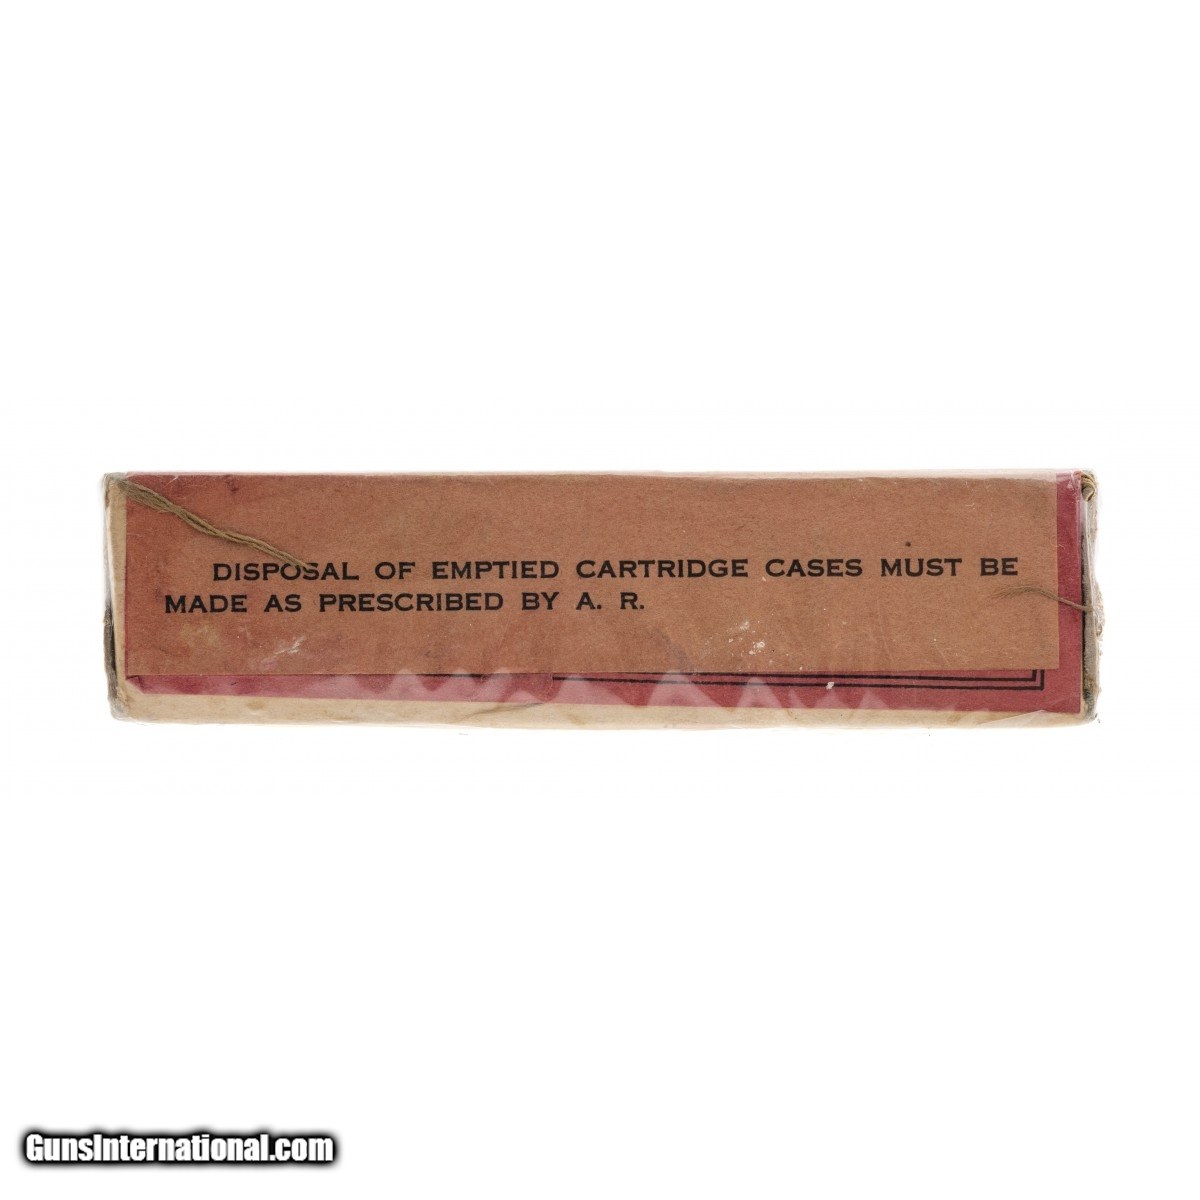 DISPOSAL OF EMPTIED CARTRIDGE CASES MUST BE
MADE AS PRESCRIBED BY A. R.
GunsInternational.com